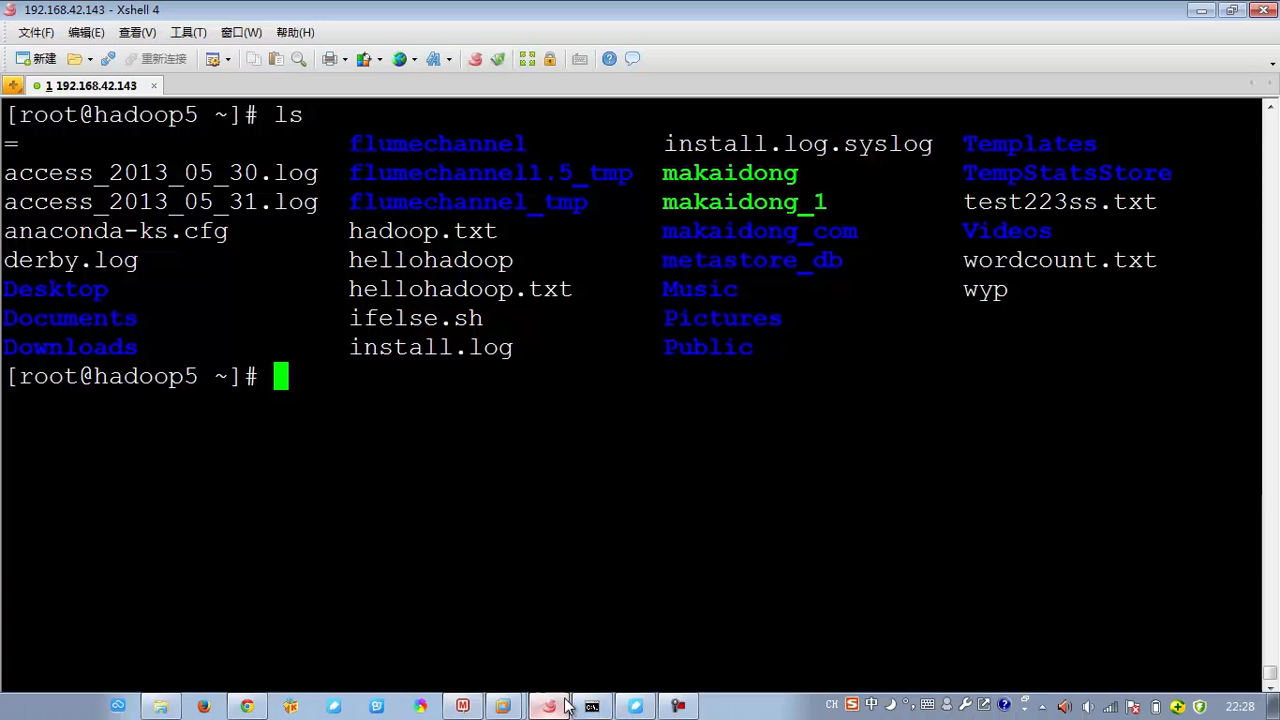 192.168.42.143 - Xshell 4
文件(F) 编辑(E) 查看(V) 工具(T) 窗口(W) 帮助(H)
新建 重新连接
1 192.168.42.143 ×
[root@hadoop5 ~]# ls
= flumechannel install.log.syslog Templates
access_2013_05_30.log flumechannel1.5_tmp makaidong TempStatsStore
access_2013_05_31.log flumechannel_tmp makaidong_1 test223ss.txt
anaconda-ks.cfg hadoop.txt makaidong_com Videos
derby.log hellohadoop metastore_db wordcount.txt
Desktop hellohadoop.txt Music wyp
Documents ifelse.sh Pictures
Downloads install.log Public
[root@hadoop5 ~]#
CH 中 22:28